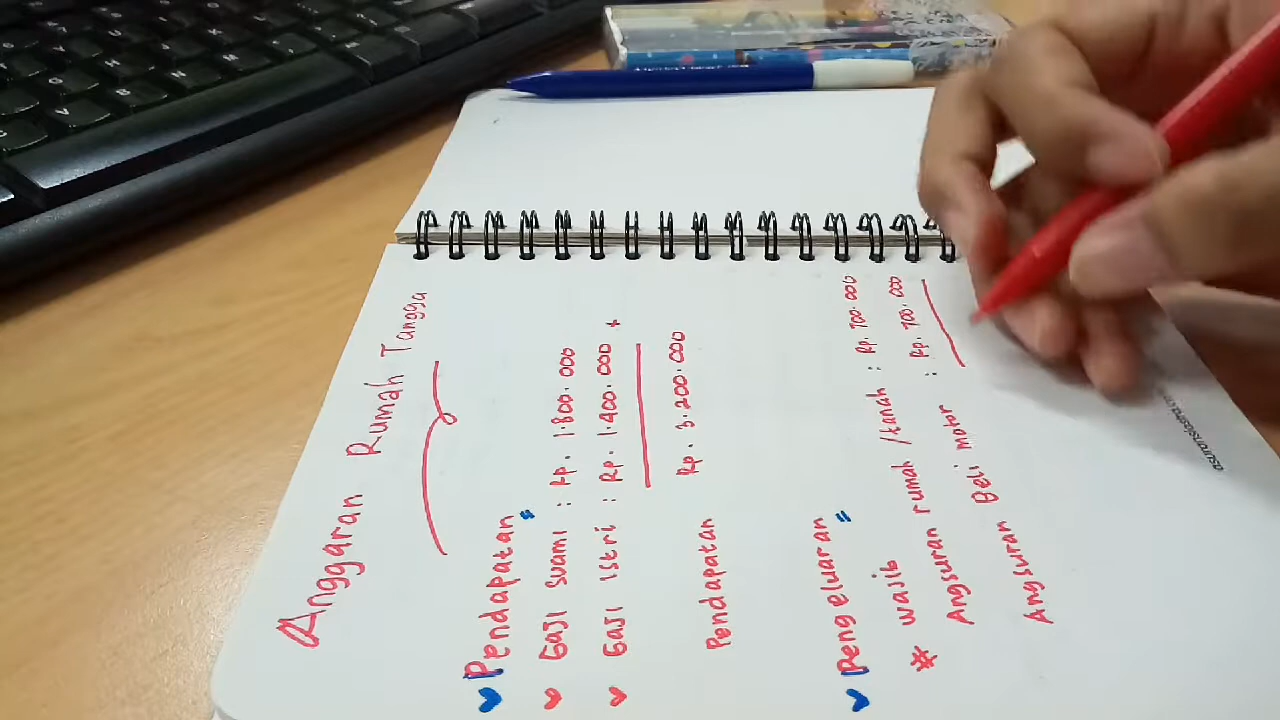 Anggaran Rumah Tangga
Pendapatan
Gaji suami : Rp. 1.800.000
Gaji Istri : Rp. 1.400.000 +
Pendapatan Rp. 3.200.000
Pengeluaran
* wajib
Angsuran rumah /tanah : Rp. 700.000
Angsuran Beli motor : Rp. 700.000